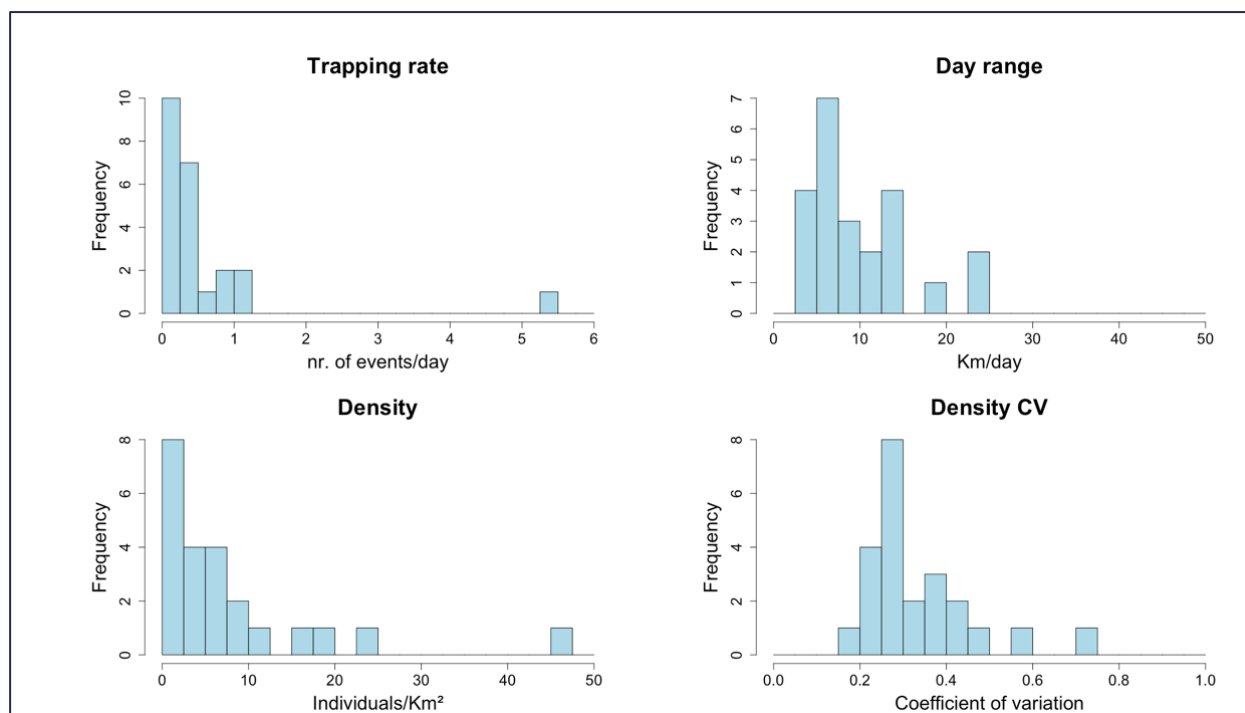 Trapping rate
Frequency
10
8
6
4
2
0
0 1 2 3 4 5 6
nr. of events/day
Day range
Frequency
7
6
5
4
3
2
1
0
0 10 20 30 40 50
Km/day
Density
Frequency
8
6
4
2
0
0 10 20 30 40 50
Individuals/Km²
Density CV
Frequency
8
6
4
2
0
0.0 0.2 0.4 0.6 0.8 1.0
Coefficient of variation